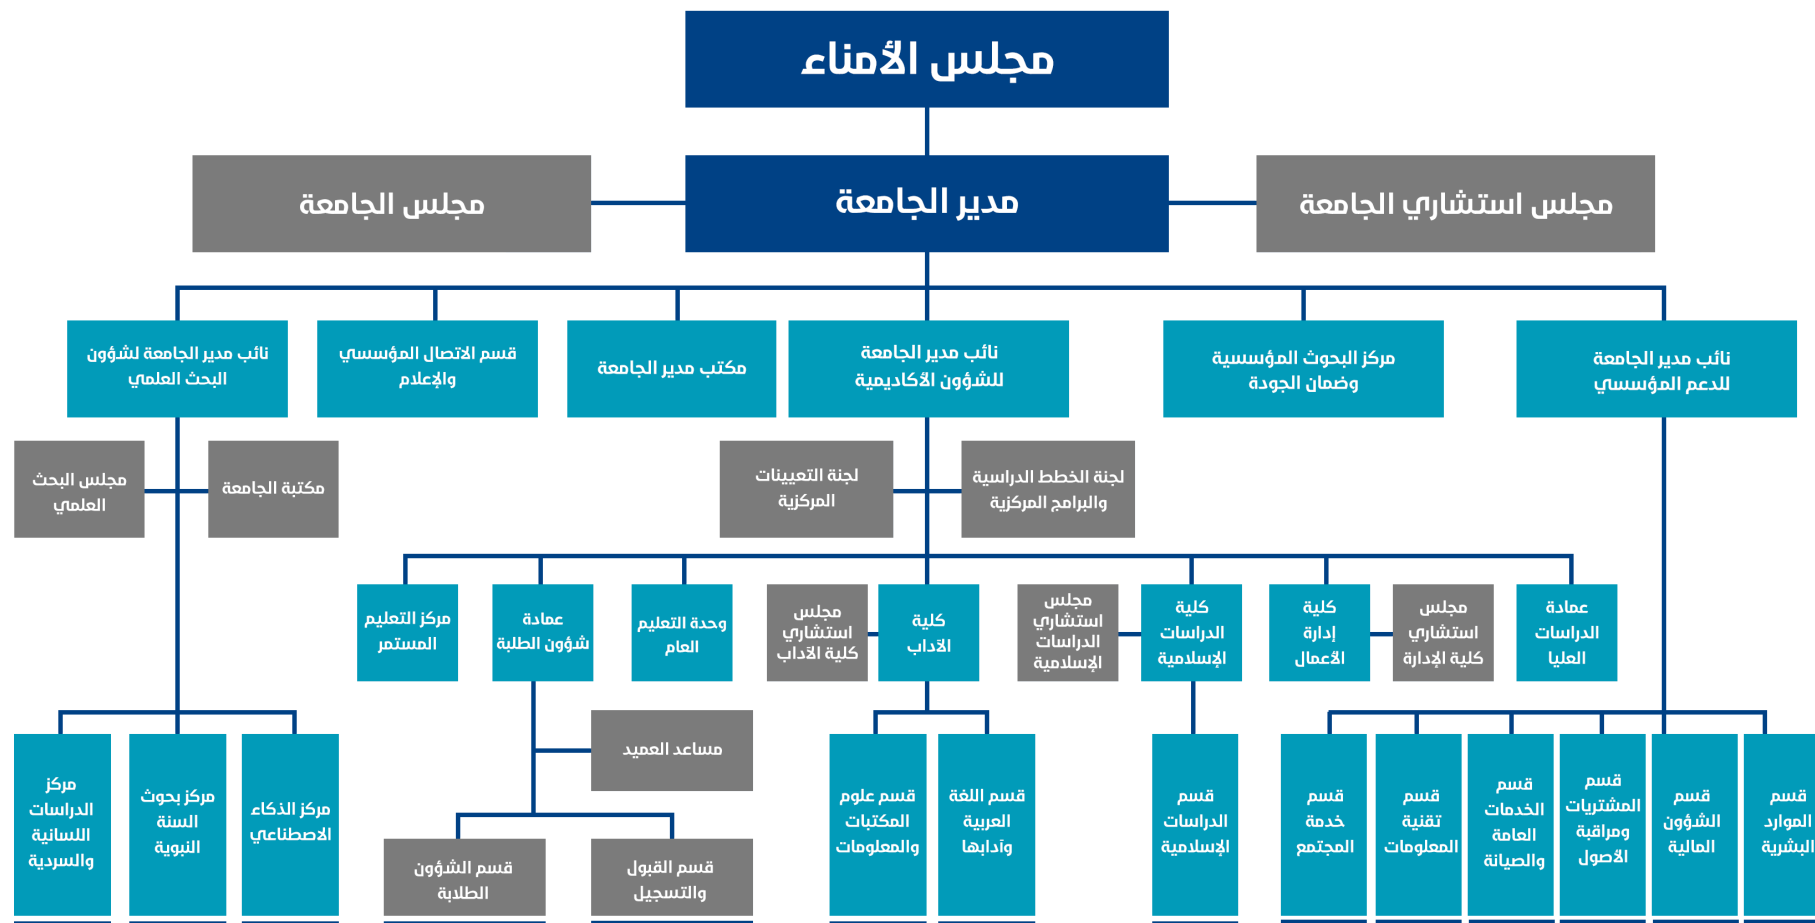 مجلس الأمناء
مجلس استشاري الجامعة
مدير الجامعة
مجلس الجامعة
نائب مدير الجامعة
للدعم المؤسسي
مركز البحوث المؤسسية
وضمان الجودة
نائب مدير الجامعة
للشؤون الأكاديمية
مكتب مدير الجامعة
قسم الاتصال المؤسسي
والإعلام
نائب مدير الجامعة لشؤون
البحث العلمي
لجنة الخطط الدراسية
والبرامج المركزية
لجنة التعيينات
المركزية
مكتبة الجامعة
مجلس البحث
العلمي
عمادة
الدراسات
العليا
مجلس
استشاري
كلية الإدارة
كلية
إدارة
الأعمال
كلية
الدراسات
الإسلامية
مجلس
استشاري
الدراسات
الإسلامية
كلية
الآداب
مجلس
استشاري
كلية الآداب
وحدة التعليم
العام
عمادة
شؤون الطلبة
مركز التعليم
المستمر
مساعد العميد
قسم
الموارد
البشرية
قسم
الشؤون
المالية
قسم
المشتريات
ومراقبة
الأصول
قسم
الخدمات
العامة
والصيانة
قسم
تقنية
المعلومات
قسم
خدمة
المجتمع
قسم
الدراسات
الإسلامية
قسم اللغة
العربية
وآدابها
قسم علوم
المكتبات
والمعلومات
قسم القبول
والتسجيل
قسم الشؤون
الطلابة
مركز الذكاء
الاصطناعي
مركز بحوث
السنة
النبوية
مركز
الدراسات
اللسانية
والسردية